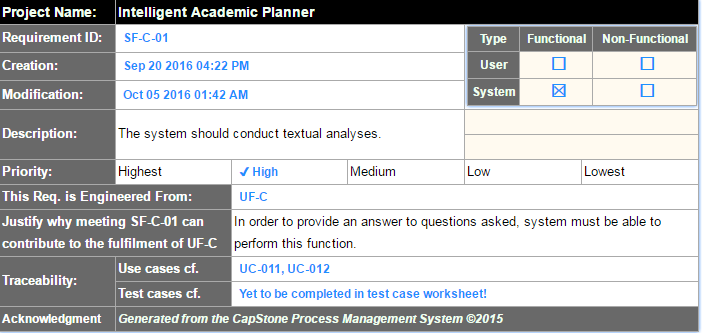 Project Name: Intelligent Academic Planner
Requirement ID: SF-C-01
Type Functional Non-Functional
Creation: Sep 20 2016 04:22 PM
User
Modification: Oct 05 2016 01:42 AM
System
Description: The system should conduct textual analyses.
Priority: Highest ✓ High Medium Low Lowest
This Req. is Engineered From: UF-C
Justify why meeting SF-C-01 can
contribute to the fulfilment of UF-C
In order to provide an answer to questions asked, system must be able to
perform this function.
Traceability:
Use cases cf. UC-011, UC-012
Test cases cf. Yet to be completed in test case worksheet!
Acknowledgment Generated from the CapStone Process Management System ©2015